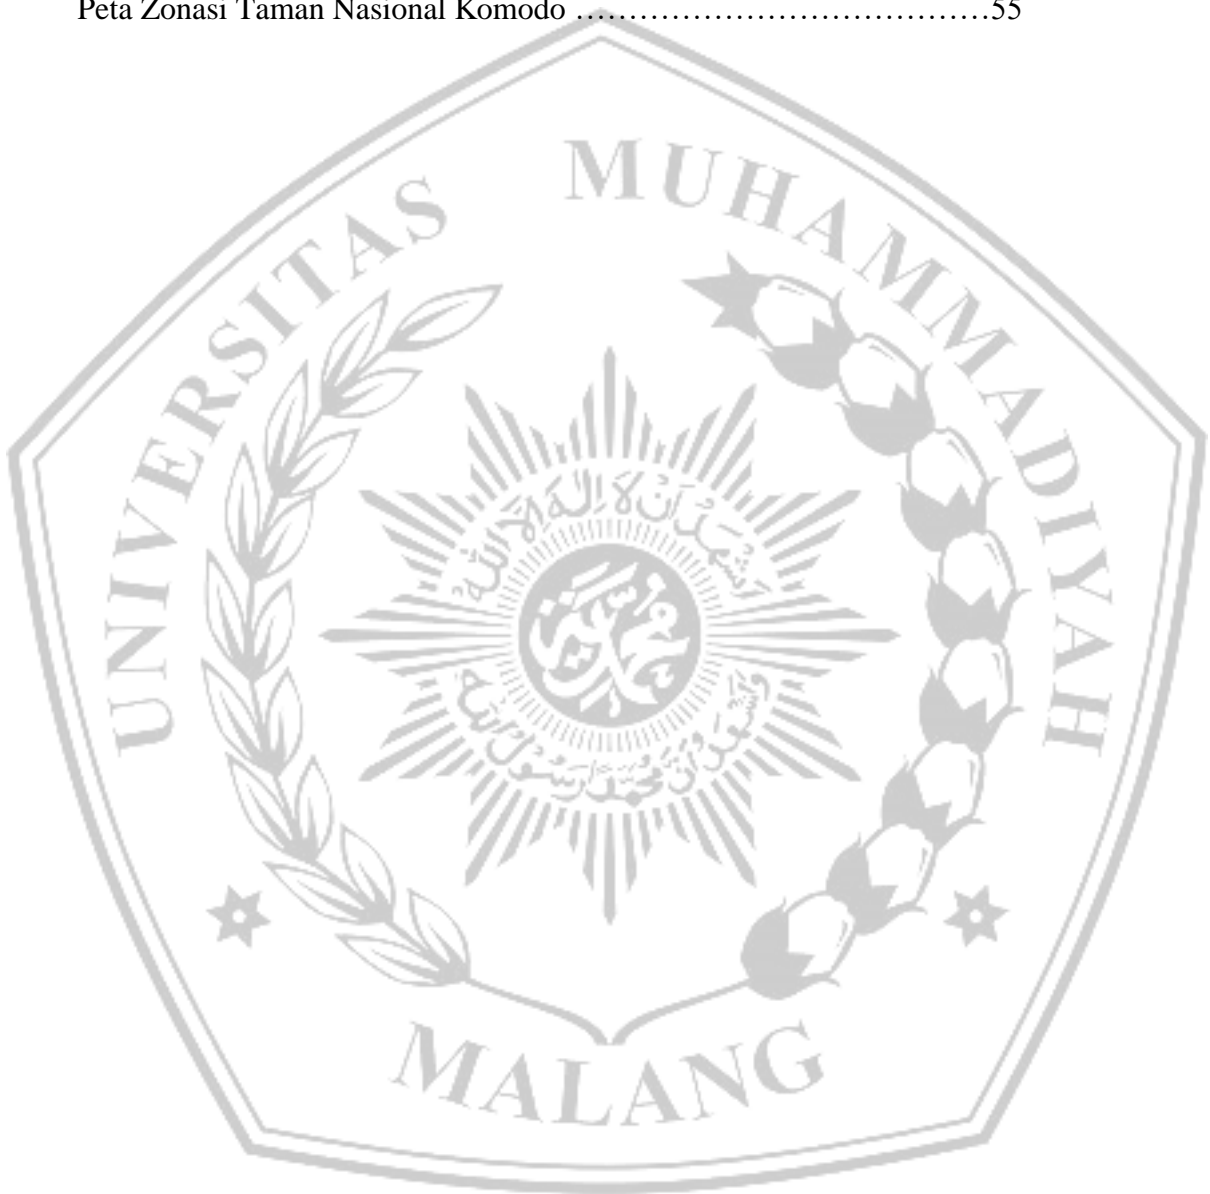 Peta Zonasi Taman Nasional Komodo …………………………………55
UNIVERSITAS MUHAMMADIYAH
MALANG